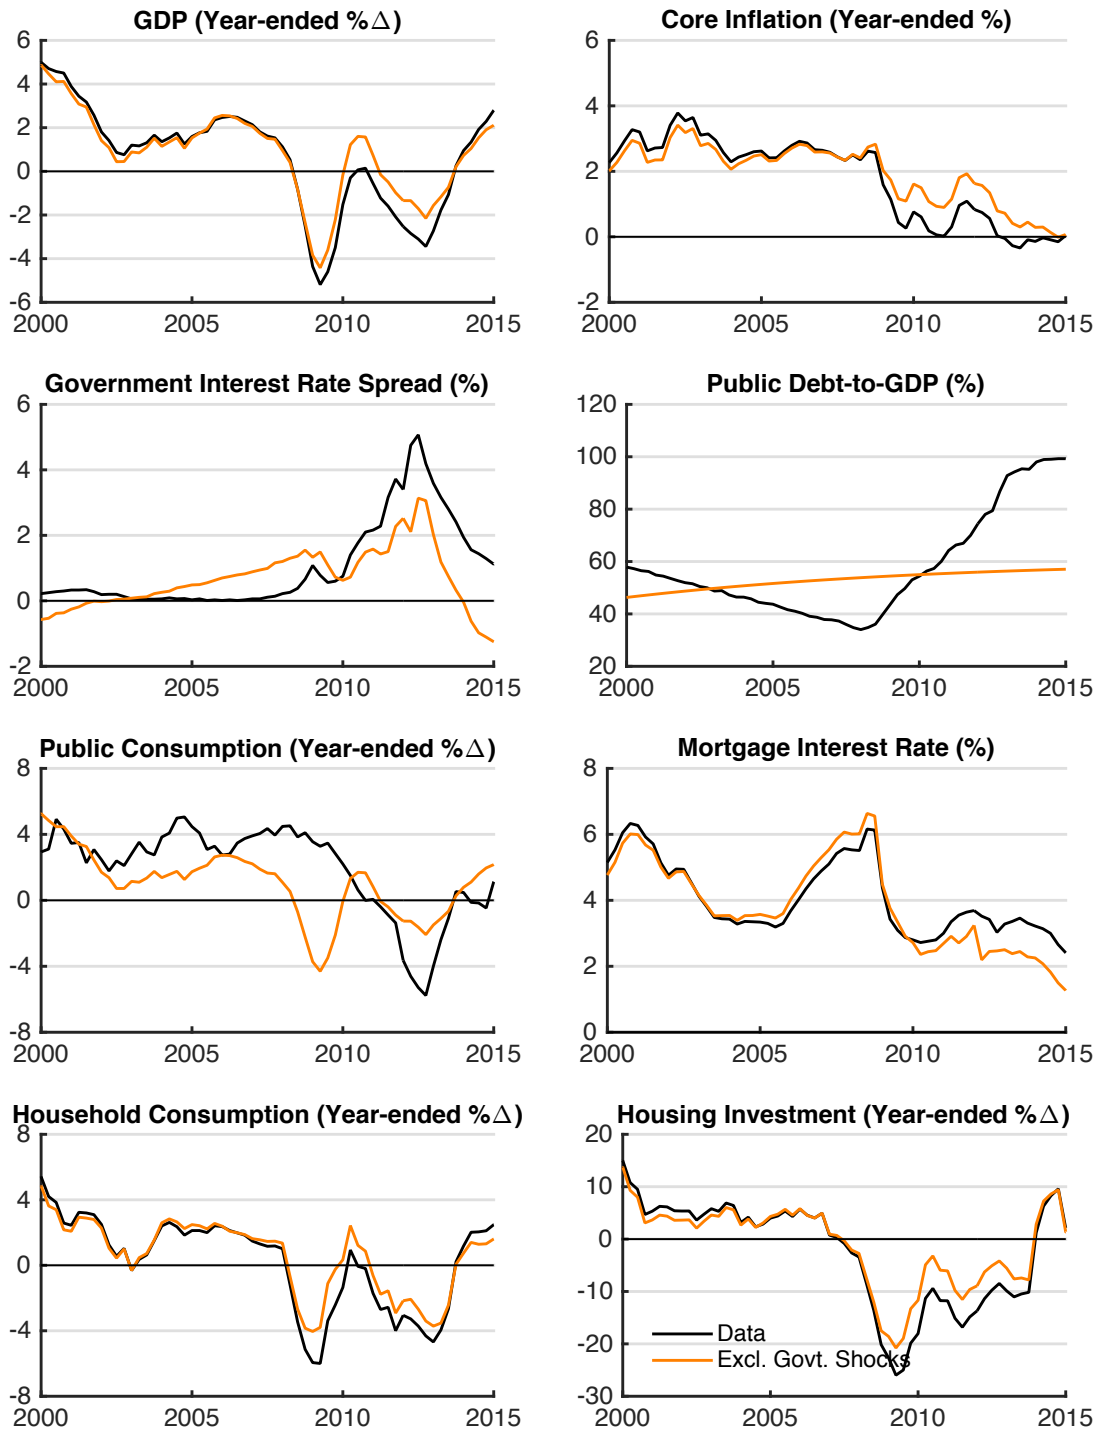 GDP (Year-ended %Δ)
6
4
2
0
-2
-4
-6
2000 2005 2010 2015
Core Inflation (Year-ended %)
6
4
2
0
-2
2000 2005 2010 2015
Government Interest Rate Spread (%)
6
4
2
0
-2
2000 2005 2010 2015
Public Debt-to-GDP (%)
120
100
80
60
40
20
2000 2005 2010 2015
Public Consumption (Year-ended %Δ)
8
4
0
-4
-8
2000 2005 2010 2015
Mortgage Interest Rate (%)
8
6
4
2
0
2000 2005 2010 2015
Household Consumption (Year-ended %Δ)
8
4
0
-4
-8
2000 2005 2010 2015
Housing Investment (Year-ended %Δ)
20
10
0
-10
-20
-30
2000 2005 2010 2015
Data
Excl. Govt. Shocks